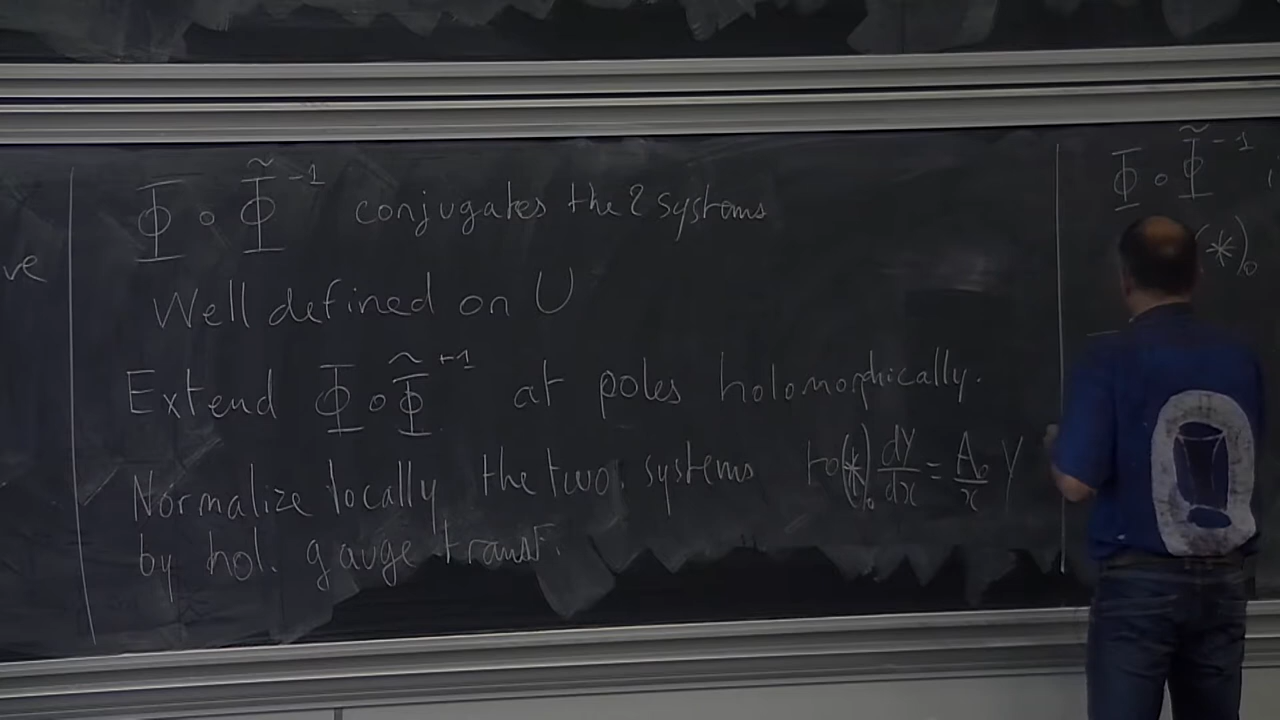 ve
Φ ∘ Φ̃⁻¹ conjugates the 2 systems
Well defined on U
Extend Φ ∘ Φ̃⁺¹ at poles holomorphically.
Normalize locally the two systems to (*)₀ dY/dx = A₀/x Y
by hol. gauge transf.
Φ ∘ Φ̃⁻¹
(*)₀